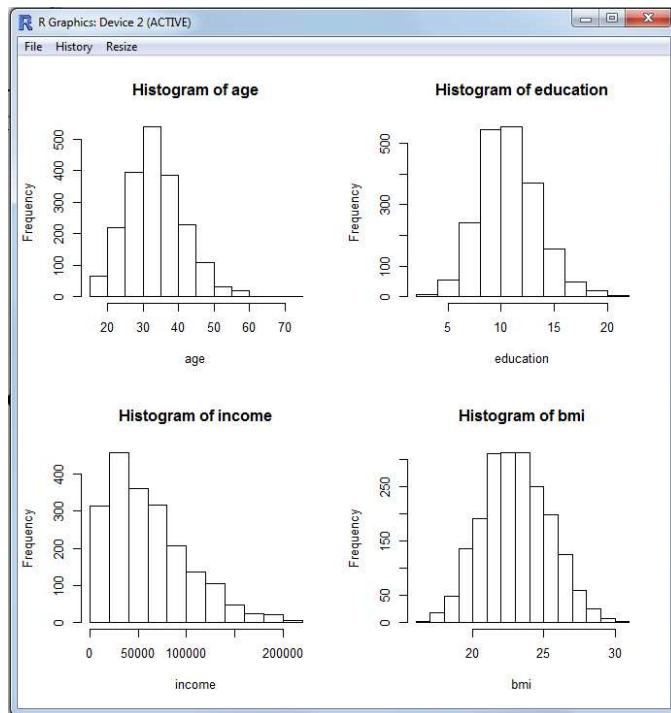 R Graphics: Device 2 (ACTIVE)
File History Resize
Histogram of age
Frequency
0 100 200 300 400 500
20 30 40 50 60 70
age
Histogram of education
Frequency
0 100 300 500
5 10 15 20
education
Histogram of income
Frequency
0 100 200 300 400
0 50000 100000 200000
income
Histogram of bmi
Frequency
0 50 150 250
20 25 30
bmi